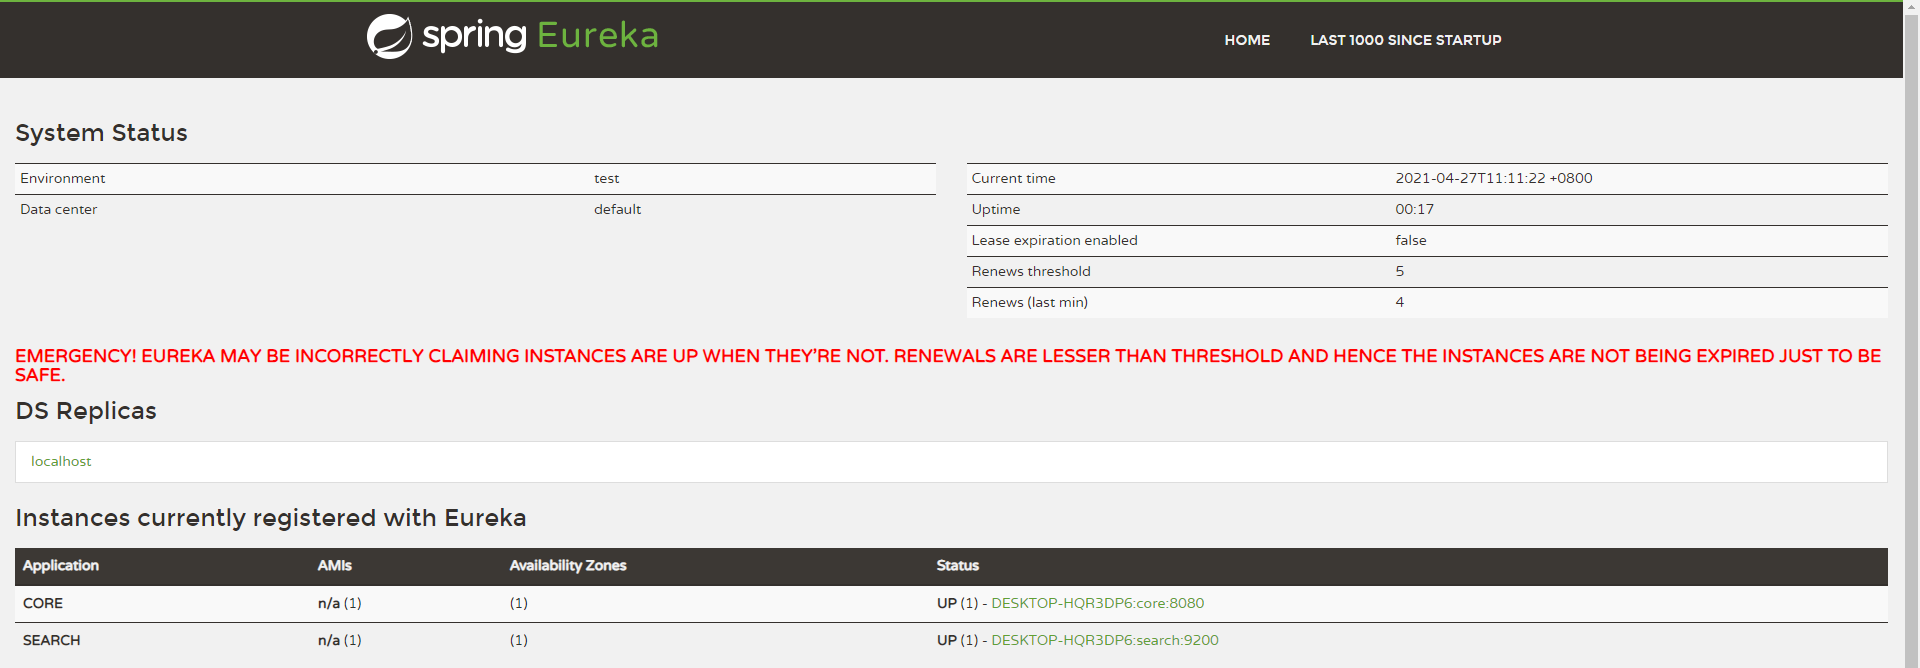 spring Eureka
HOME LAST 1000 SINCE STARTUP
System Status
Environment test
Data center default
Current time 2021-04-27T11:11:22 +0800
Uptime 00:17
Lease expiration enabled false
Renews threshold 5
Renews (last min) 4
EMERGENCY! EUREKA MAY BE INCORRECTLY CLAIMING INSTANCES ARE UP WHEN THEY'RE NOT. RENEWALS ARE LESSER THAN THRESHOLD AND HENCE THE INSTANCES ARE NOT BEING EXPIRED JUST TO BE
SAFE.
DS Replicas
localhost
Instances currently registered with Eureka
Application AMIs Availability Zones Status
CORE n/a (1) (1) UP (1) - DESKTOP-HQR3DP6:core:8080
SEARCH n/a (1) (1) UP (1) - DESKTOP-HQR3DP6:search:9200